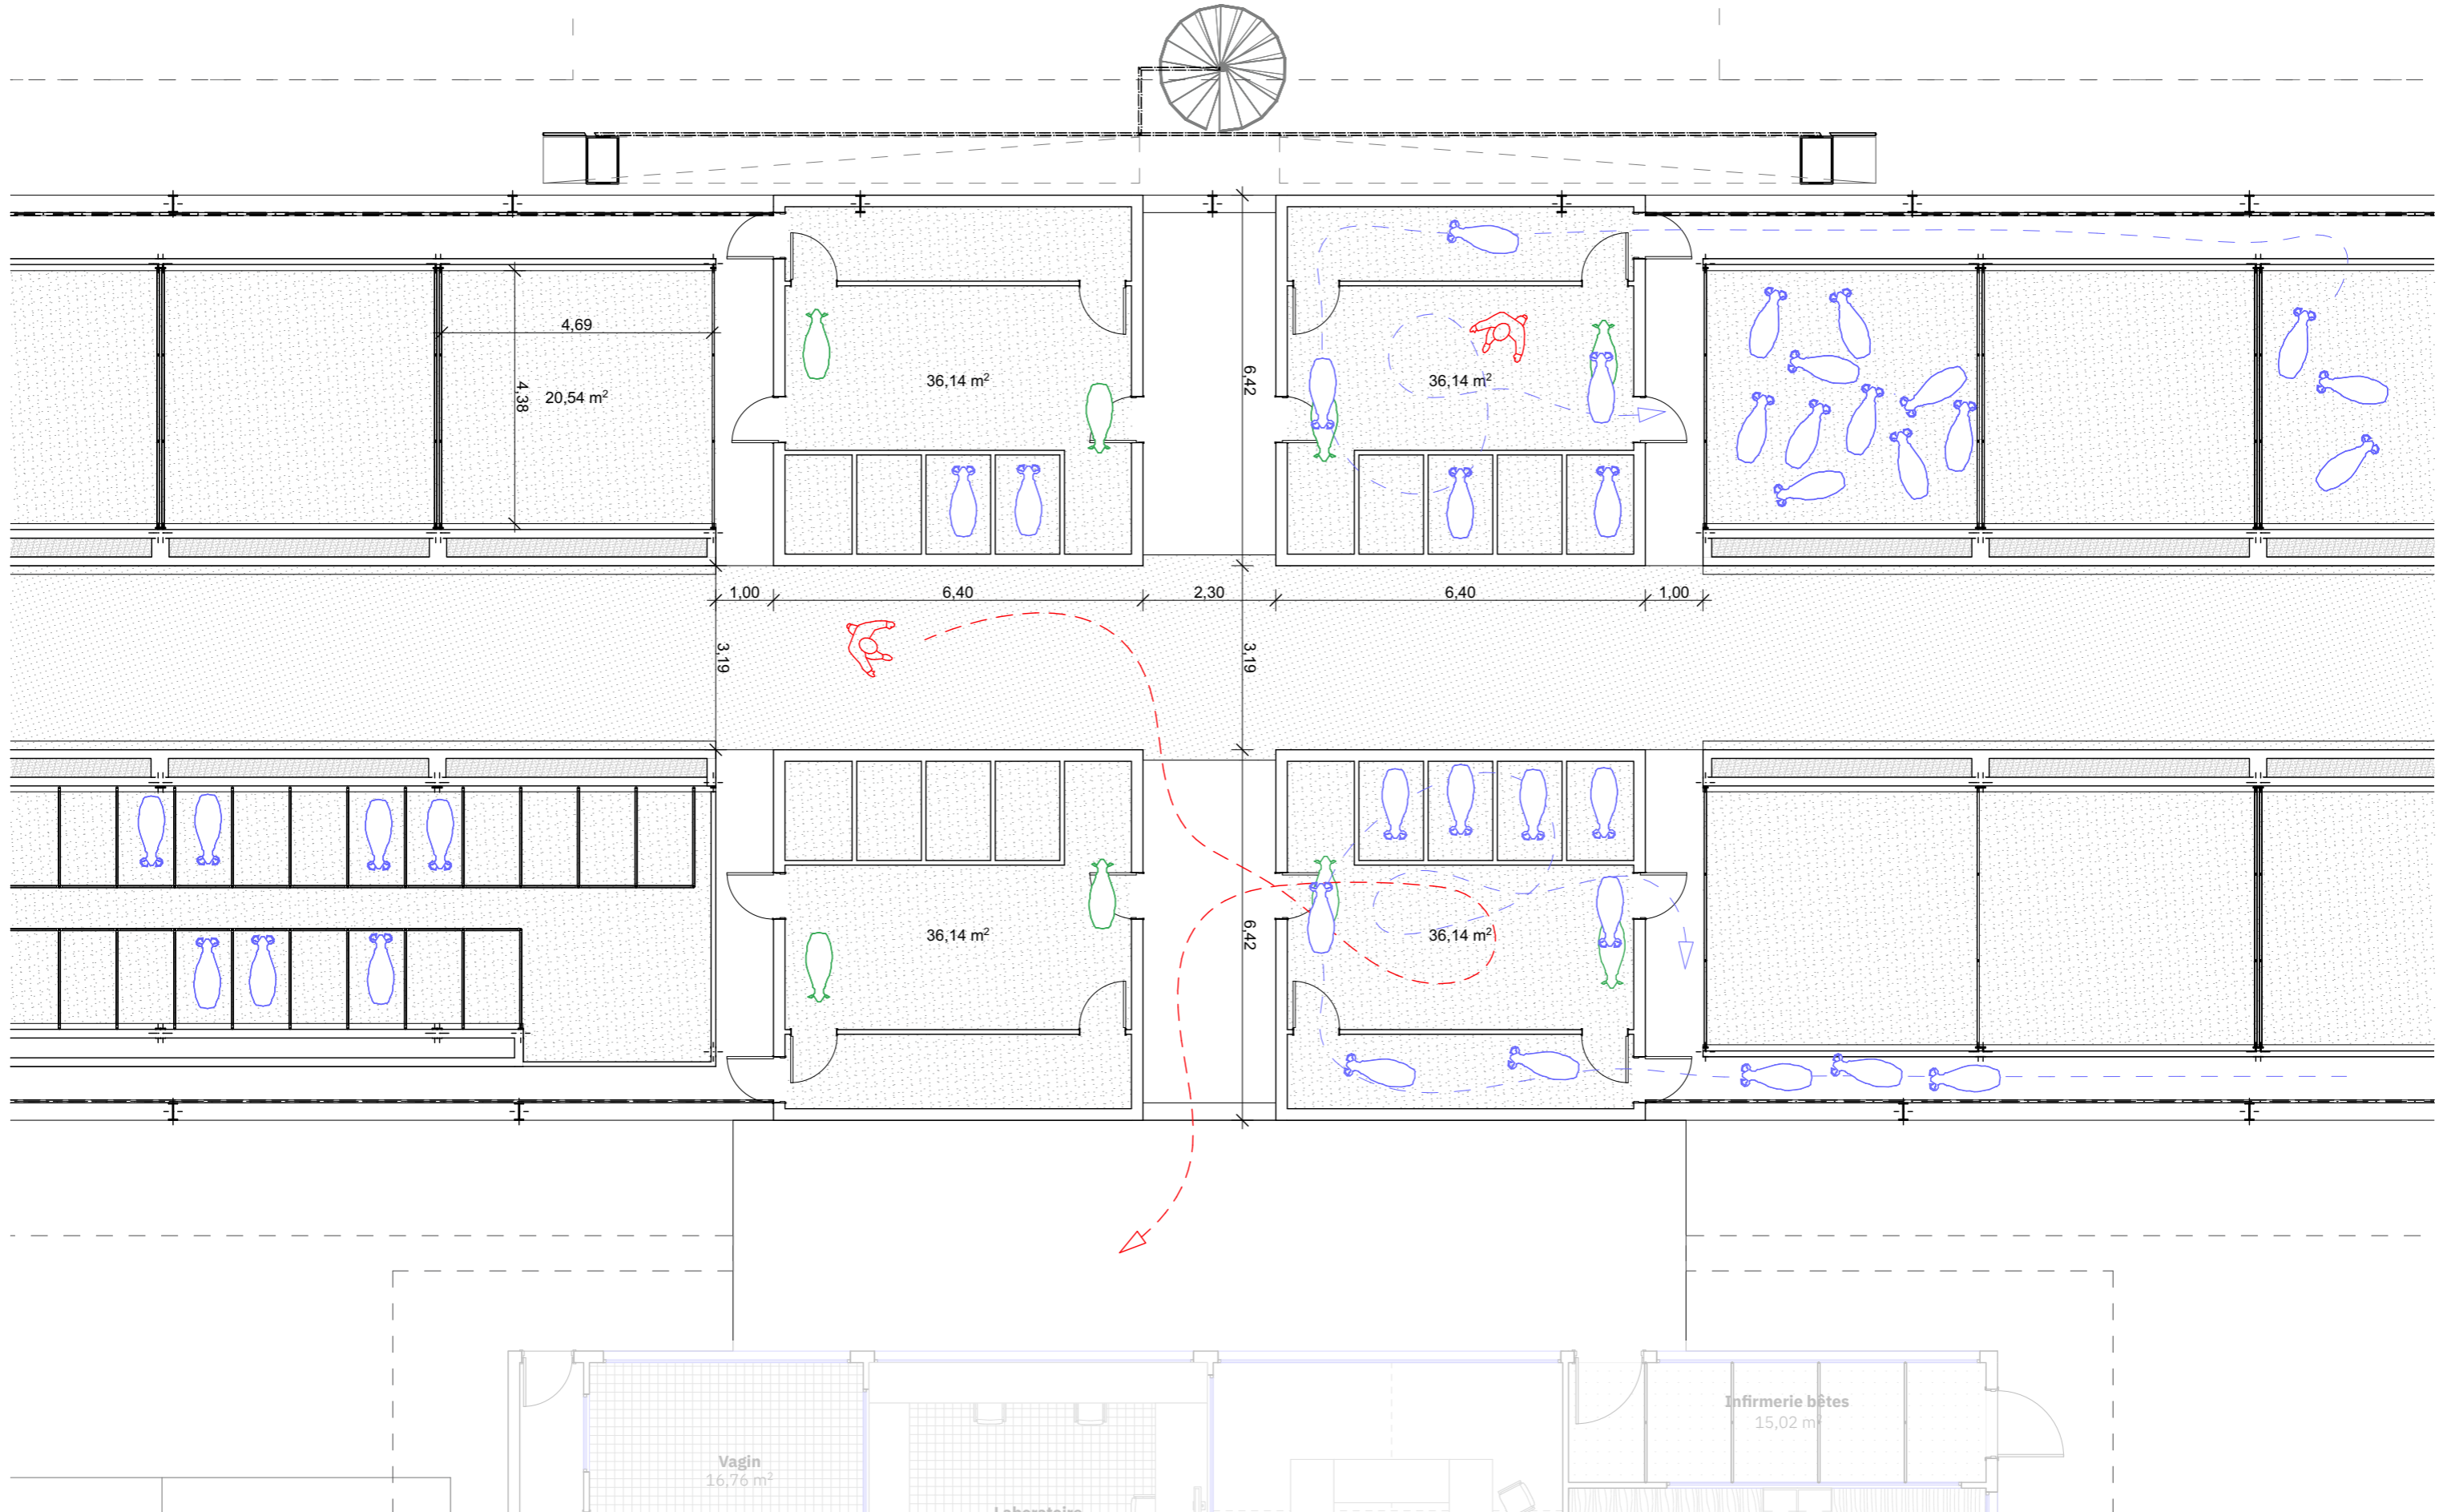 4,69
36,14 m²
6,42
36,14 m²
4,38
20,54 m²
1,00
6,40
2,30
6,40
1,00
3,19
3,19
36,14 m²
6,42
36,14 m²
Infirmerie bêtes
15,02 m²
Vagin
16,76 m²
Laboratoire